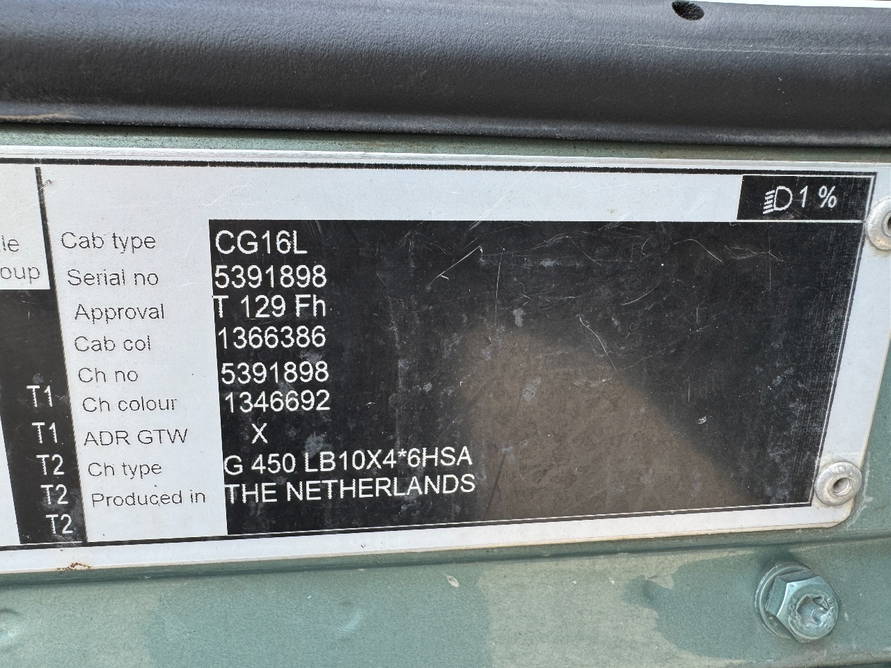 1 %
le
oup
Cab type CG16L
Serial no 5391898
Approval T 129 Fh
Cab col 1366386
Ch no 5391898
T1 Ch colour 1346692
T1 ADR GTW X
T2 Ch type G 450 LB10X4*6HSA
T2 Produced in THE NETHERLANDS
T2